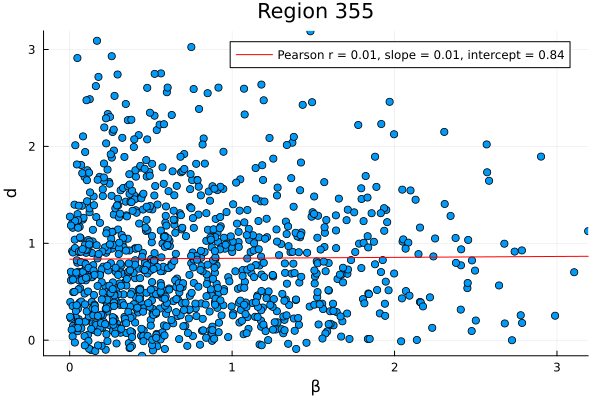 Region 355
Pearson r = 0.01, slope = 0.01, intercept = 0.84
3
2
1
0
d
0 1 2 3
β